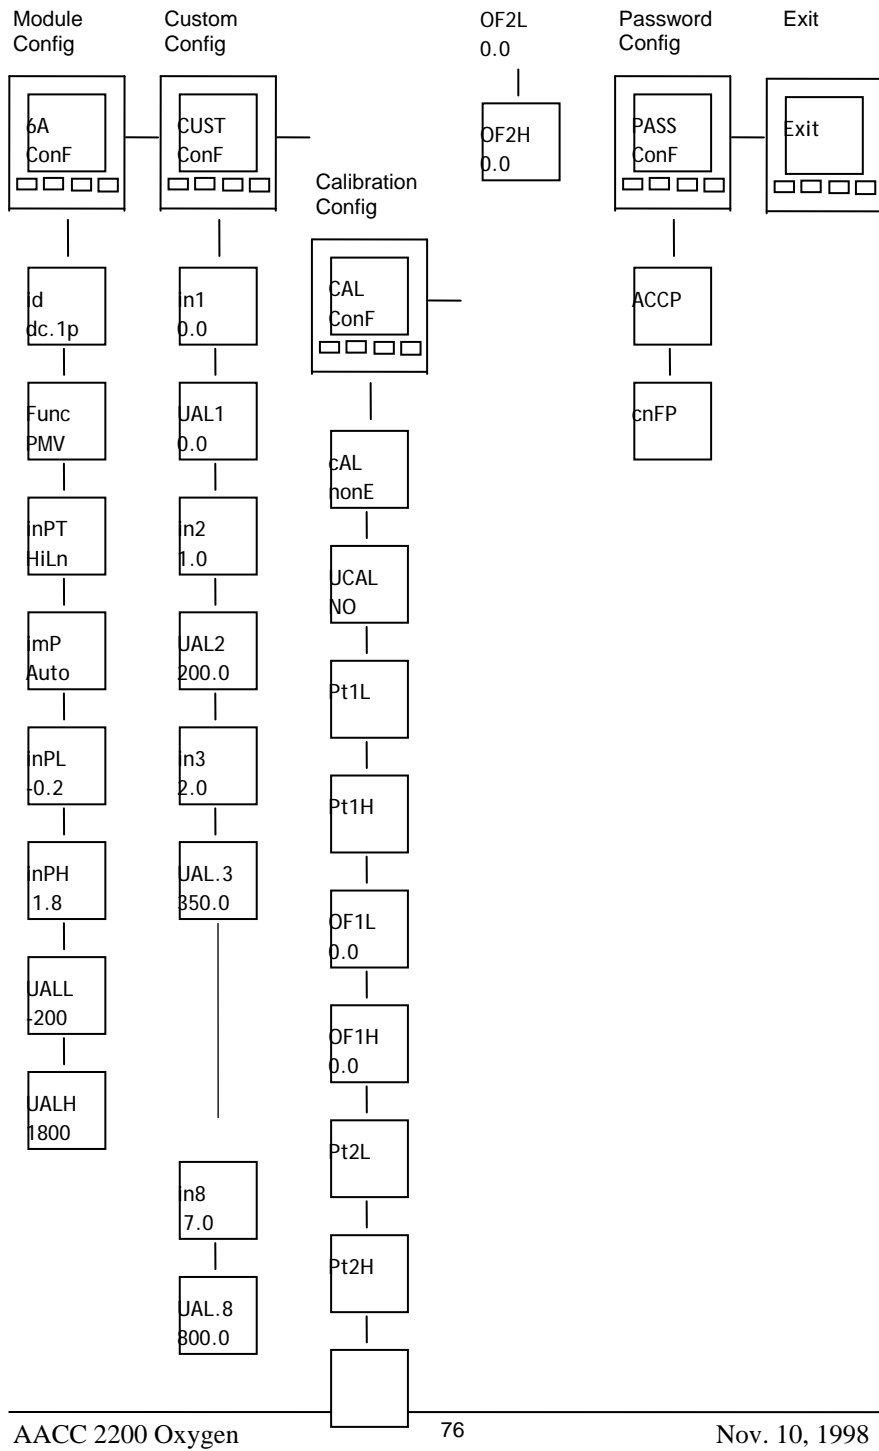 Module
Config
6A
ConF
id
dc.1p
Func
PMV
inPT
HiLn
imP
Auto
inPL
-0.2
inPH
1.8
UALL
-200
UALH
1800
Custom
Config
CUST
ConF
in1
0.0
UAL1
0.0
in2
1.0
UAL2
200.0
in3
2.0
UAL.3
350.0
in8
7.0
UAL.8
800.0
Calibration
Config
CAL
ConF
cAL
nonE
UCAL
NO
Pt1L
Pt1H
OF1L
0.0
OF1H
0.0
Pt2L
Pt2H
OF2L
0.0
OF2H
0.0
Password
Config
PASS
ConF
ACCP
cnFP
Exit
Exit
AACC 2200 Oxygen
76
Nov. 10, 1998